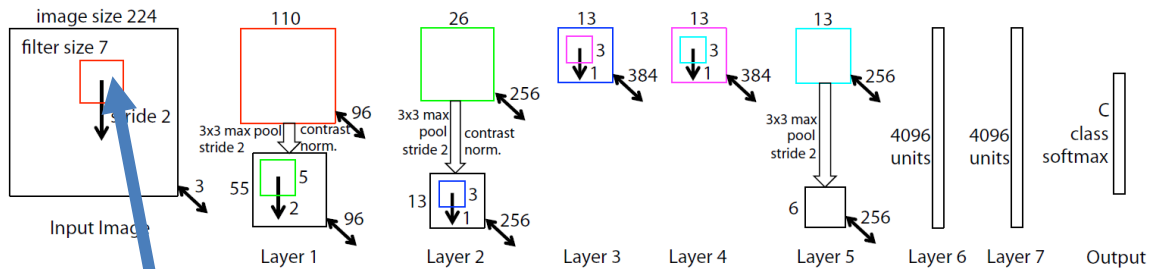 image size 224
filter size 7
stride 2
3
Input Image
110
96
3x3 max pool
stride 2
contrast
norm.
55
5
2
96
Layer 1
26
256
3x3 max
pool
stride 2
contrast
norm.
13
3
1
256
Layer 2
13
3
1
384
Layer 3
13
3
1
384
Layer 4
13
256
3x3 max
pool
stride 2
6
256
Layer 5
4096
units
Layer 6
4096
units
Layer 7
C
class
softmax
Output